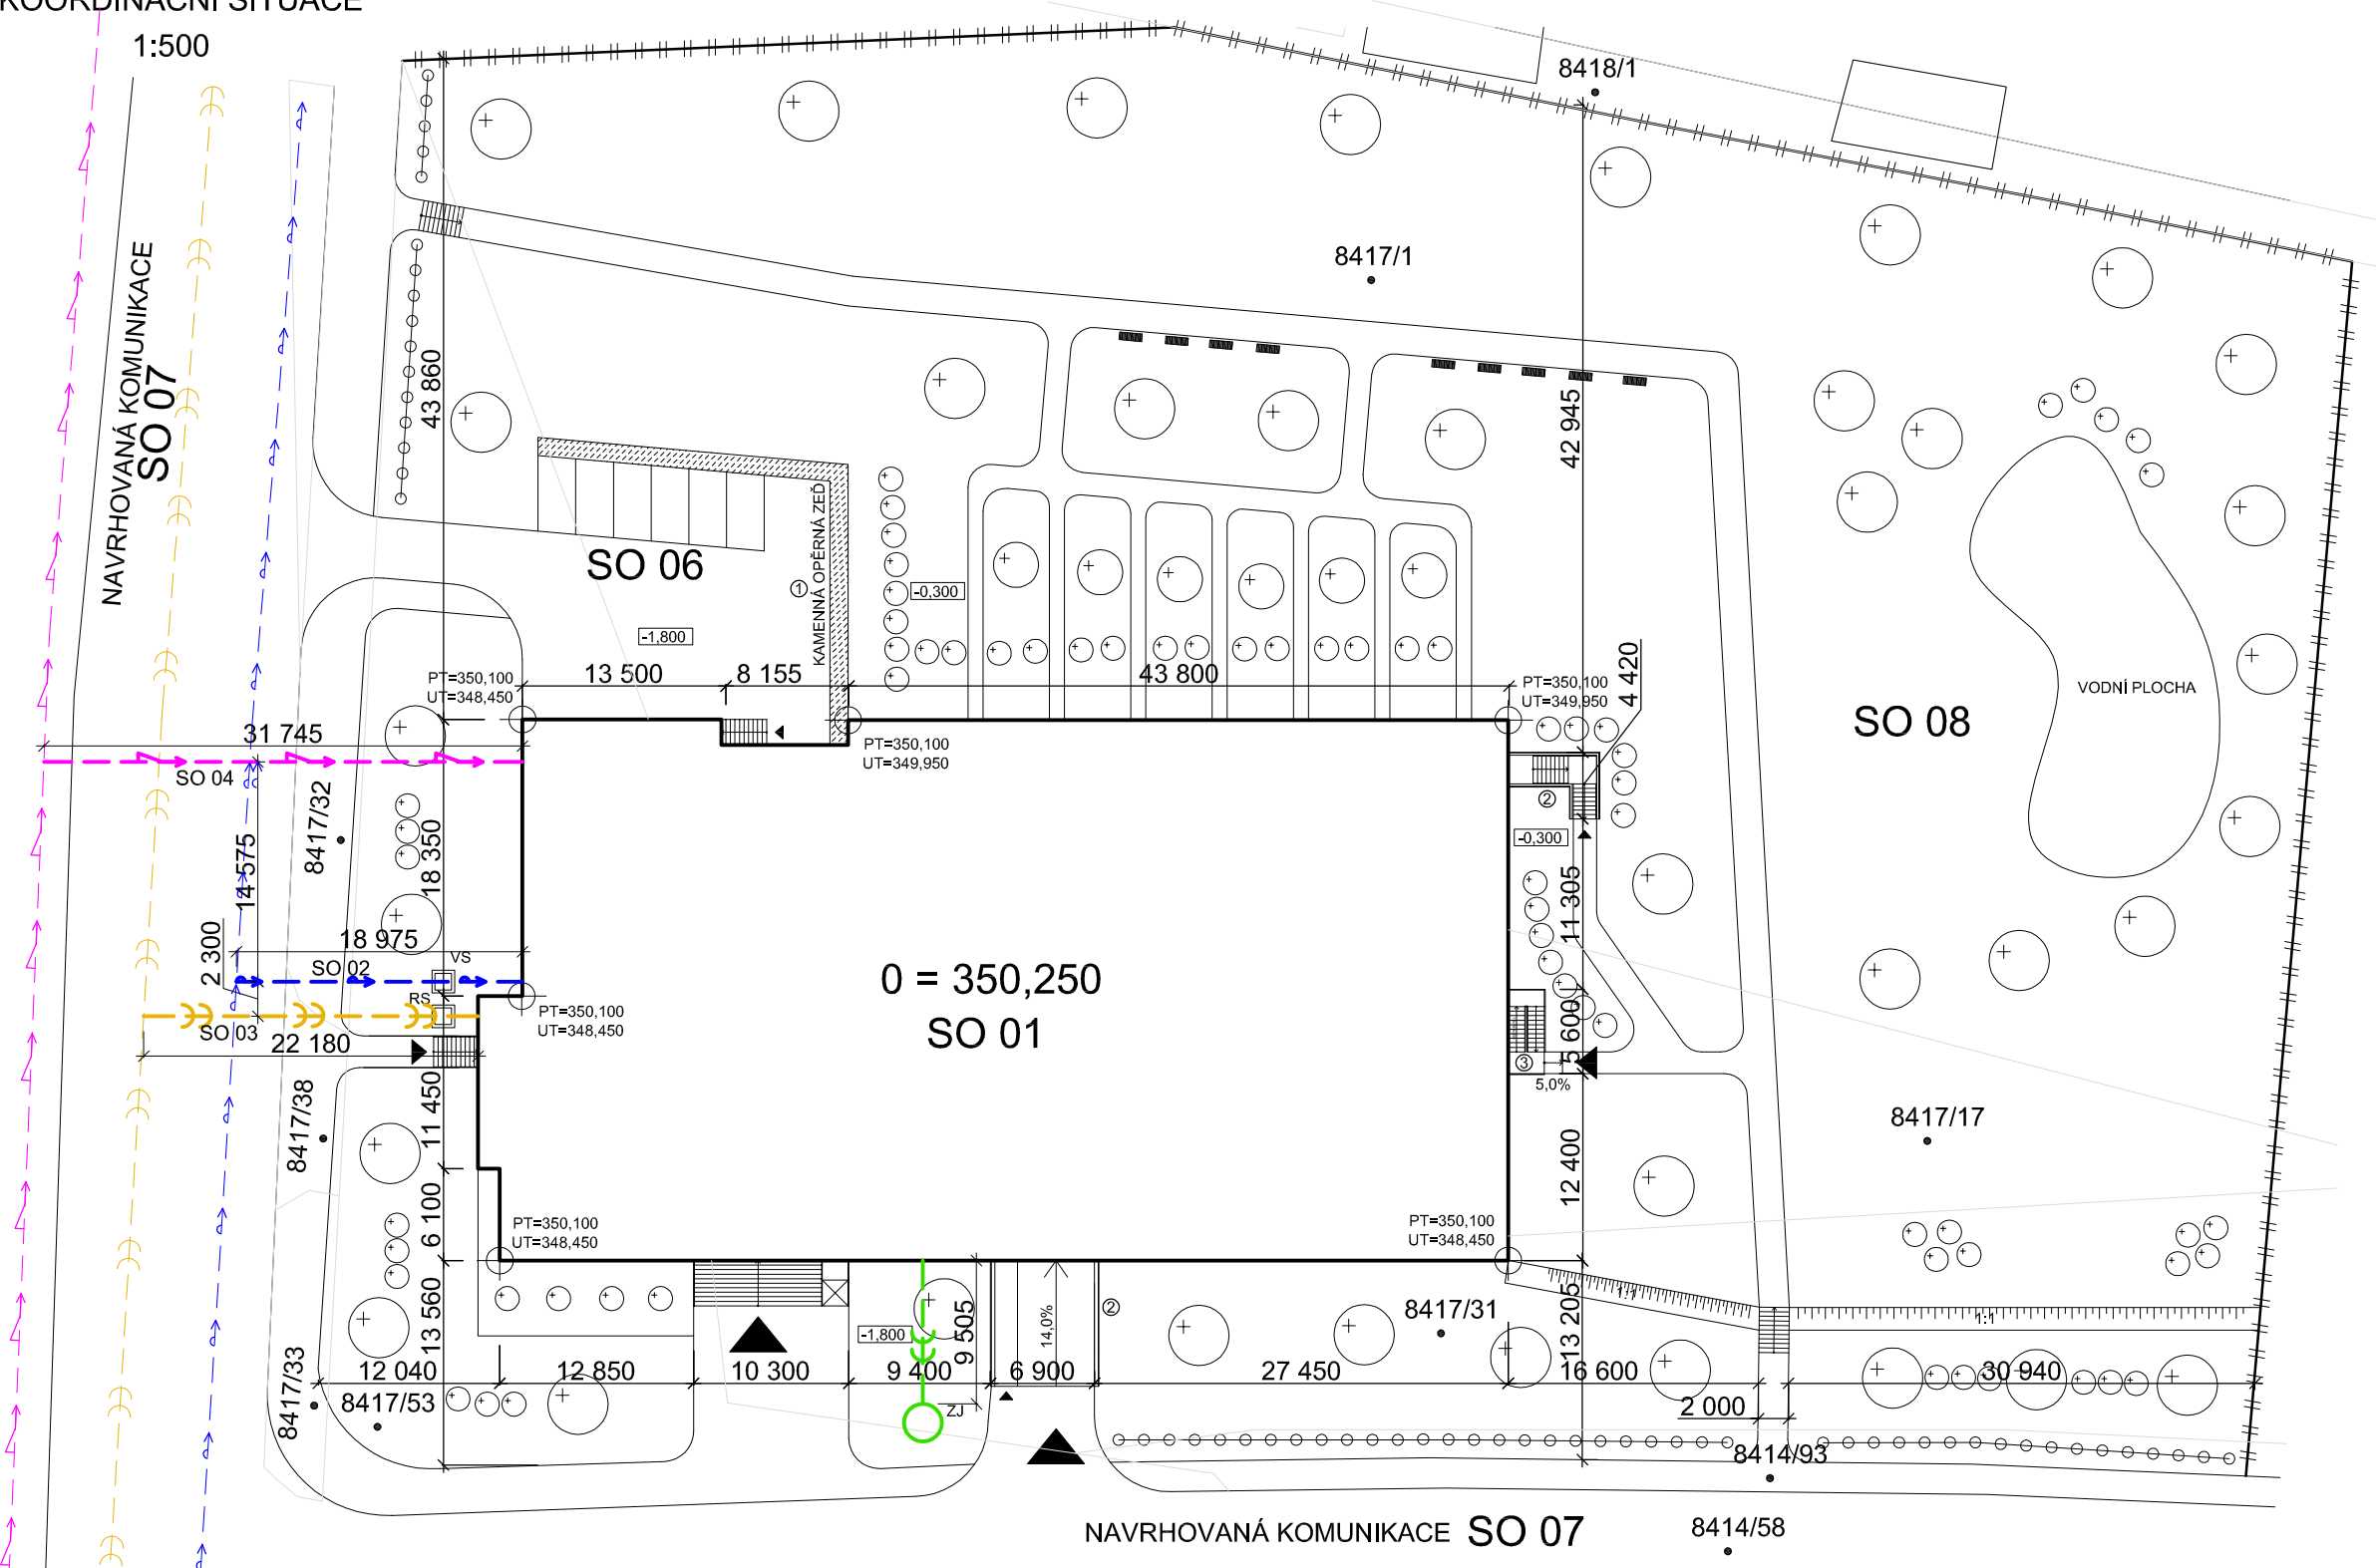 KOORDINAČNÍ SITUACE
1:500
8418/1
8417/1
NAVRHOVANÁ KOMUNIKACE
SO 07
43 860
42 945
KAMENNÁ OPĚRNÁ ZEĎ
SO 06
1
-0,300
-1,800
13 500
8 155
43 800
4 420
PT=350,100
UT=348,450
PT=350,100
UT=349,950
VODNÍ PLOCHA
SO 08
31 745
PT=350,100
UT=349,950
SO 04
8417/32
2
-0,300
14 575
18 350
11 305
2 300
18 975
VS
SO 02
RS
0 = 350,250
SO 01
PT=350,100
UT=348,450
SO 03
22 180
5 600
3
5,0%
8417/38
11 450
8417/17
12 400
6 100
PT=350,100
UT=348,450
PT=350,100
UT=348,450
13 560
-1,800
9 505
14,0%
2
8417/31
13 205
1:1
1:1
12 040
12 850
10 300
9 400
6 900
27 450
16 600
30 940
8417/33
8417/53
ZJ
2 000
8414/93
NAVRHOVANÁ KOMUNIKACE SO 07
8414/58